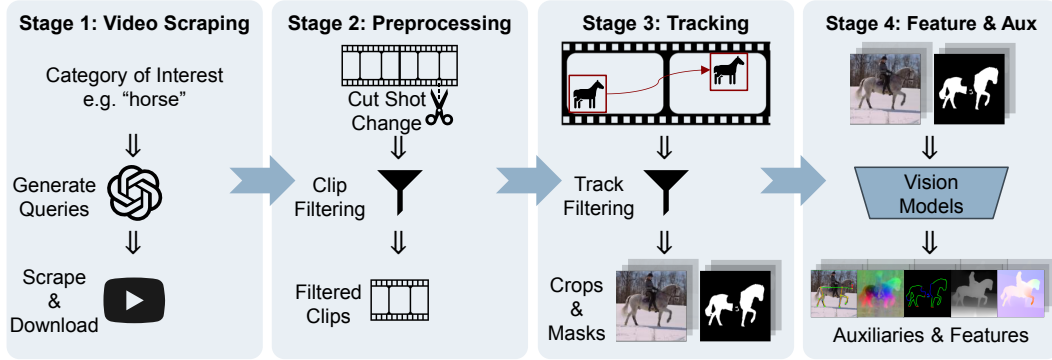 Stage 1: Video Scraping
Category of Interest
e.g. “horse”
Generate
Queries
Scrape
&
Download
Stage 2: Preprocessing
Cut Shot
Change
Clip
Filtering
Filtered
Clips
Stage 3: Tracking
Track
Filtering
Crops
&
Masks
Stage 4: Feature & Aux
Vision
Models
Auxiliaries & Features